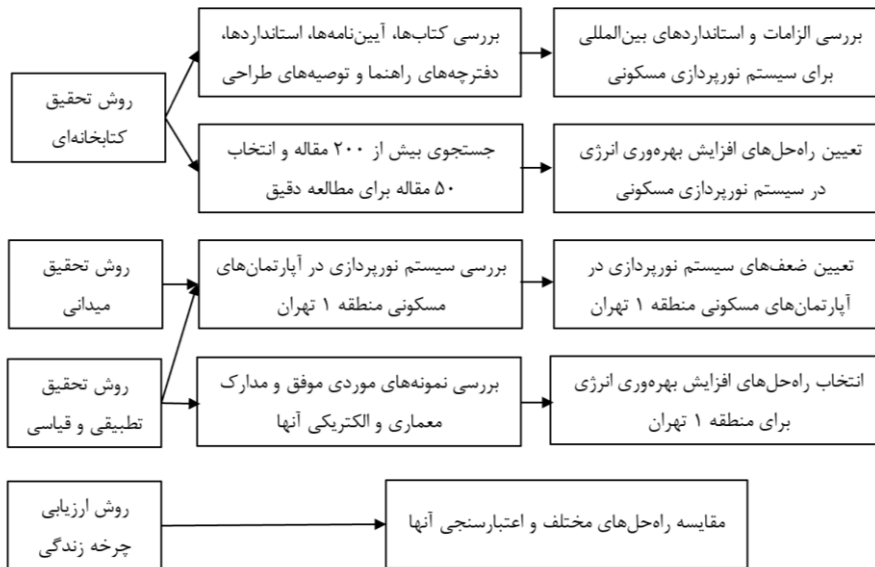 روش تحقیق
کتابخانه‌ای
بررسی کتاب‌ها، آیین‌نامه‌ها، استانداردها،
دفترچه‌های راهنما و توصیه‌های طراحی
بررسی الزامات و استانداردهای بین‌المللی
برای سیستم نورپردازی مسکونی
جستجوی بیش از ۲۰۰ مقاله و انتخاب
۵۰ مقاله برای مطالعه دقیق
تعیین راه‌حل‌های افزایش بهره‌وری انرژی
در سیستم نورپردازی مسکونی
روش تحقیق
میدانی
بررسی سیستم نورپردازی در آپارتمان‌های
مسکونی منطقه ۱ تهران
تعیین ضعف‌های سیستم نورپردازی در
آپارتمان‌های مسکونی منطقه ۱ تهران
روش تحقیق
تطبیقی و قیاسی
بررسی نمونه‌های موردی موفق و مدارک
معماری و الکتریکی آنها
انتخاب راه‌حل‌های افزایش بهره‌وری انرژی
برای منطقه ۱ تهران
روش ارزیابی
چرخه زندگی
مقایسه راه‌حل‌های مختلف و اعتبارسنجی آنها